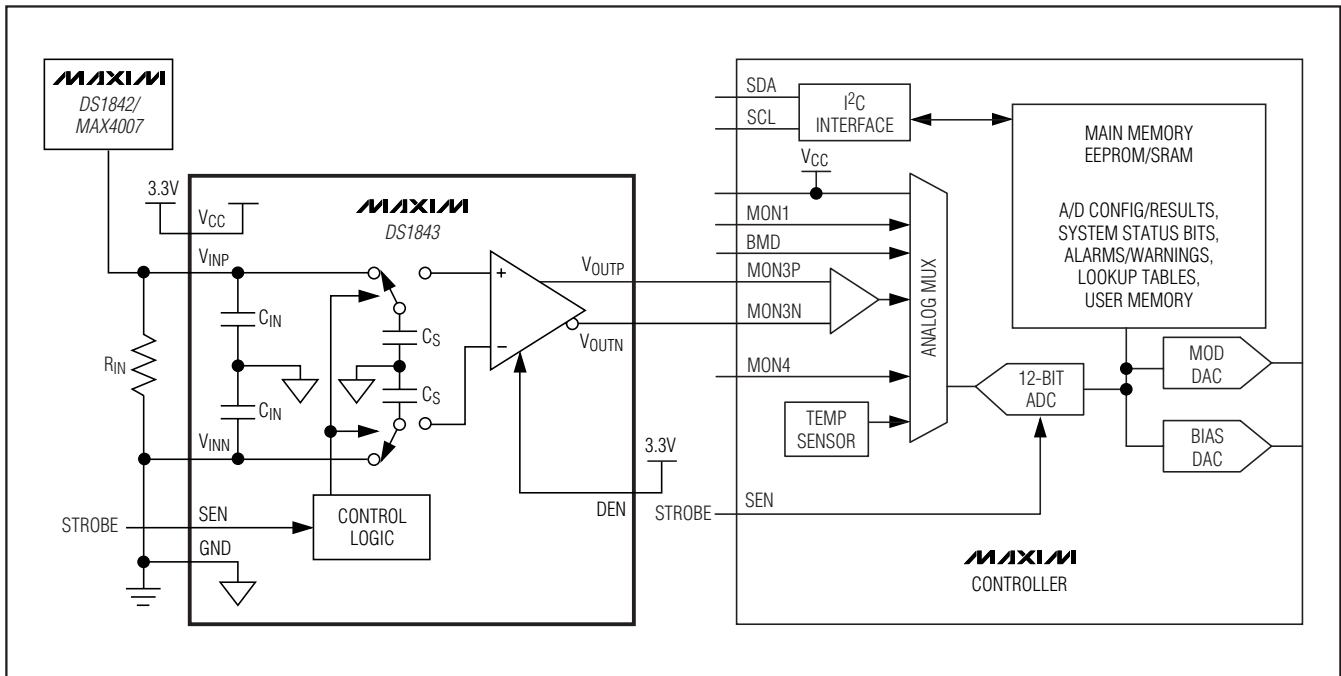 MAXIM
DS1842/
MAX4007
3.3V
VCC
VINP
RIN
CIN
CIN
VINN
STROBE
SEN
GND
MAXIM
DS1843
CS
CS
CONTROL
LOGIC
VOUTP
VOUTN
3.3V
DEN
SDA
SCL
I2C
INTERFACE
VCC
MON1
BMD
MON3P
MON3N
MON4
TEMP
SENSOR
ANALOG MUX
STROBE
SEN
MAIN MEMORY
EEPROM/SRAM
A/D CONFIG/RESULTS,
SYSTEM STATUS BITS,
ALARMS/WARNINGS,
LOOKUP TABLES,
USER MEMORY
12-BIT
ADC
MOD
DAC
BIAS
DAC
MAXIM
CONTROLLER